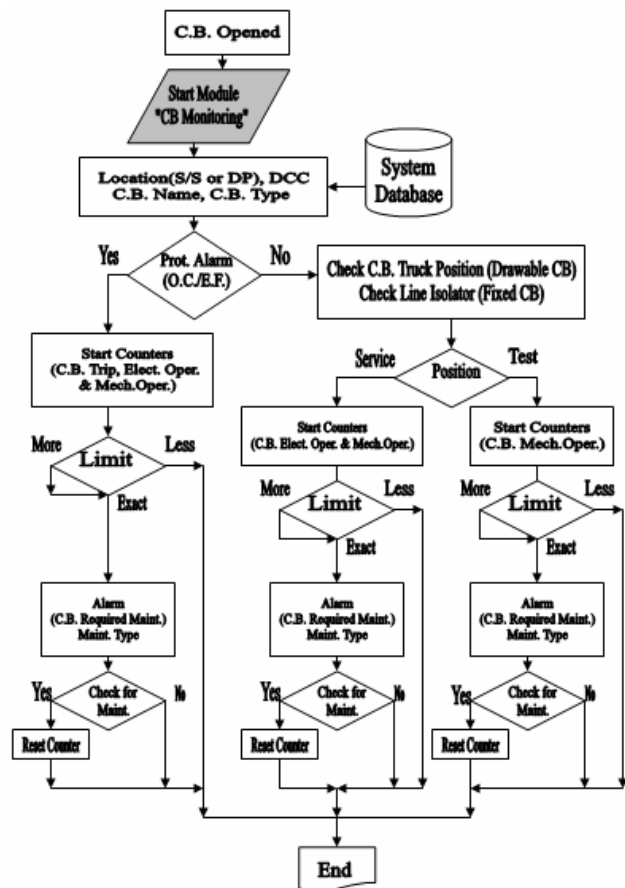 C.B. Opened
Start Module
"CB Monitoring"
Location(S/S or DP), DCC
C.B. Name, C.B. Type
System
Database
Yes
Prot. Alarm
(O.C./E.F.)
No
Check C.B. Truck Position (Drawable CB)
Check Line Isolator (Fixed CB)
Start Counters
(C.B. Trip, Elect. Oper.
& Mech.Oper.)
Service
Position
Test
Start Counters
(C.B. Elect. Oper. & Mech.Oper.)
Start Counters
(C.B. Mech.Oper.)
More
Limit
Less
Exact
More
Limit
Less
Exact
More
Limit
Less
Exact
Alarm
(C.B. Required Maint.)
Maint. Type
Alarm
(C.B. Required Maint.)
Maint. Type
Alarm
(C.B. Required Maint.)
Maint. Type
Yes
Check for
Maint.
No
Yes
Check for
Maint.
No
Yes
Check for
Maint.
No
Reset Counter
Reset Counter
Reset Counter
End